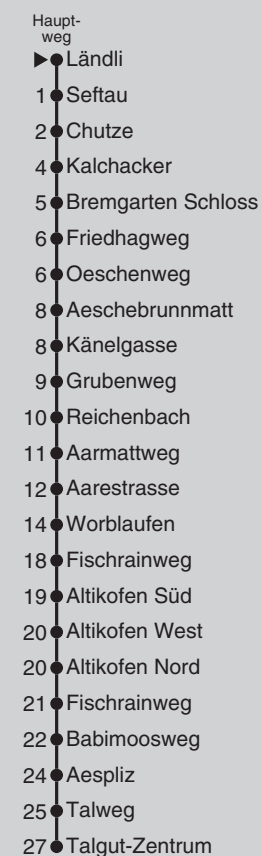 Haupt-
weg
Ländli
1 Seftau
2 Chutze
4 Kalchacker
5 Bremgarten Schloss
6 Friedhagweg
6 Oeschenweg
8 Aeschebrunnmatt
8 Känelgasse
9 Grubenweg
10 Reichenbach
11 Aarmattweg
12 Aarestrasse
14 Worblaufen
18 Fischrainweg
19 Altikofen Süd
20 Altikofen West
20 Altikofen Nord
21 Fischrainweg
22 Babimoosweg
24 Aespliz
25 Talweg
27 Talgut-Zentrum